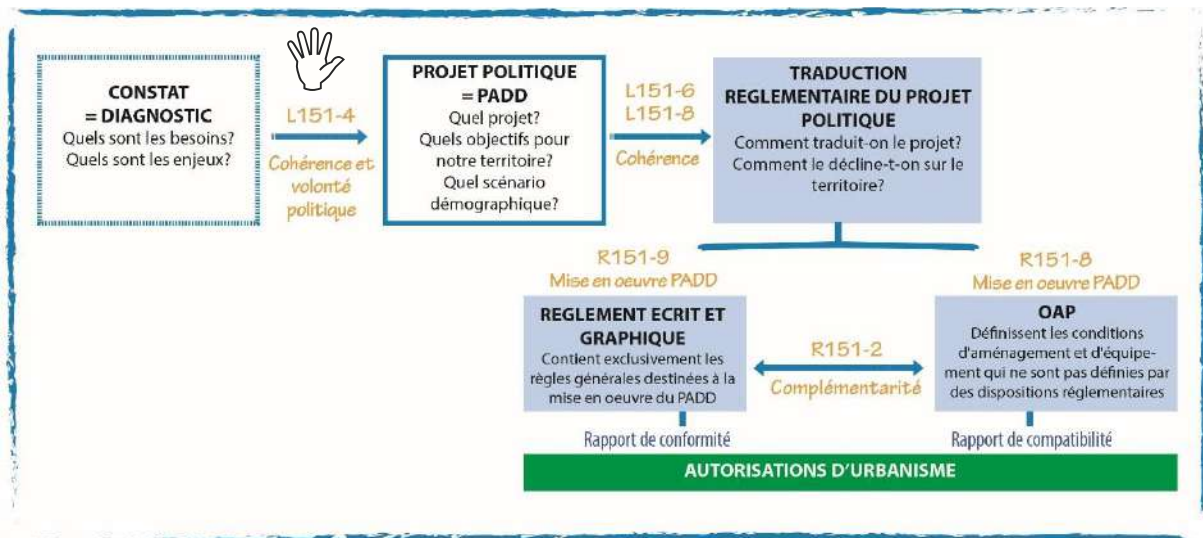 CONSTAT
= DIAGNOSTIC
Quels sont les besoins?
Quels sont les enjeux?
L151-4
Cohérence et
volonté
politique
PROJET POLITIQUE
= PADD
Quel projet?
Quels objectifs pour
notre territoire?
Quel scénario
démographique?
L151-6
L151-8
Cohérence
TRADUCTION
REGLEMENTAIRE DU PROJET
POLITIQUE
Comment traduit-on le projet?
Comment le décline-t-on sur le
territoire?
R151-9
Mise en oeuvre PADD
REGLEMENT ECRIT ET
GRAPHIQUE
Contient exclusivement les
règles générales destinées à la
mise en oeuvre du PADD
R151-2
Complémentarité
R151-8
Mise en oeuvre PADD
OAP
Définissent les conditions
d'aménagement et d'équipe-
ment qui ne sont pas définies par
des dispositions réglementaires
Rapport de conformité
Rapport de compatibilité
AUTORISATIONS D'URBANISME